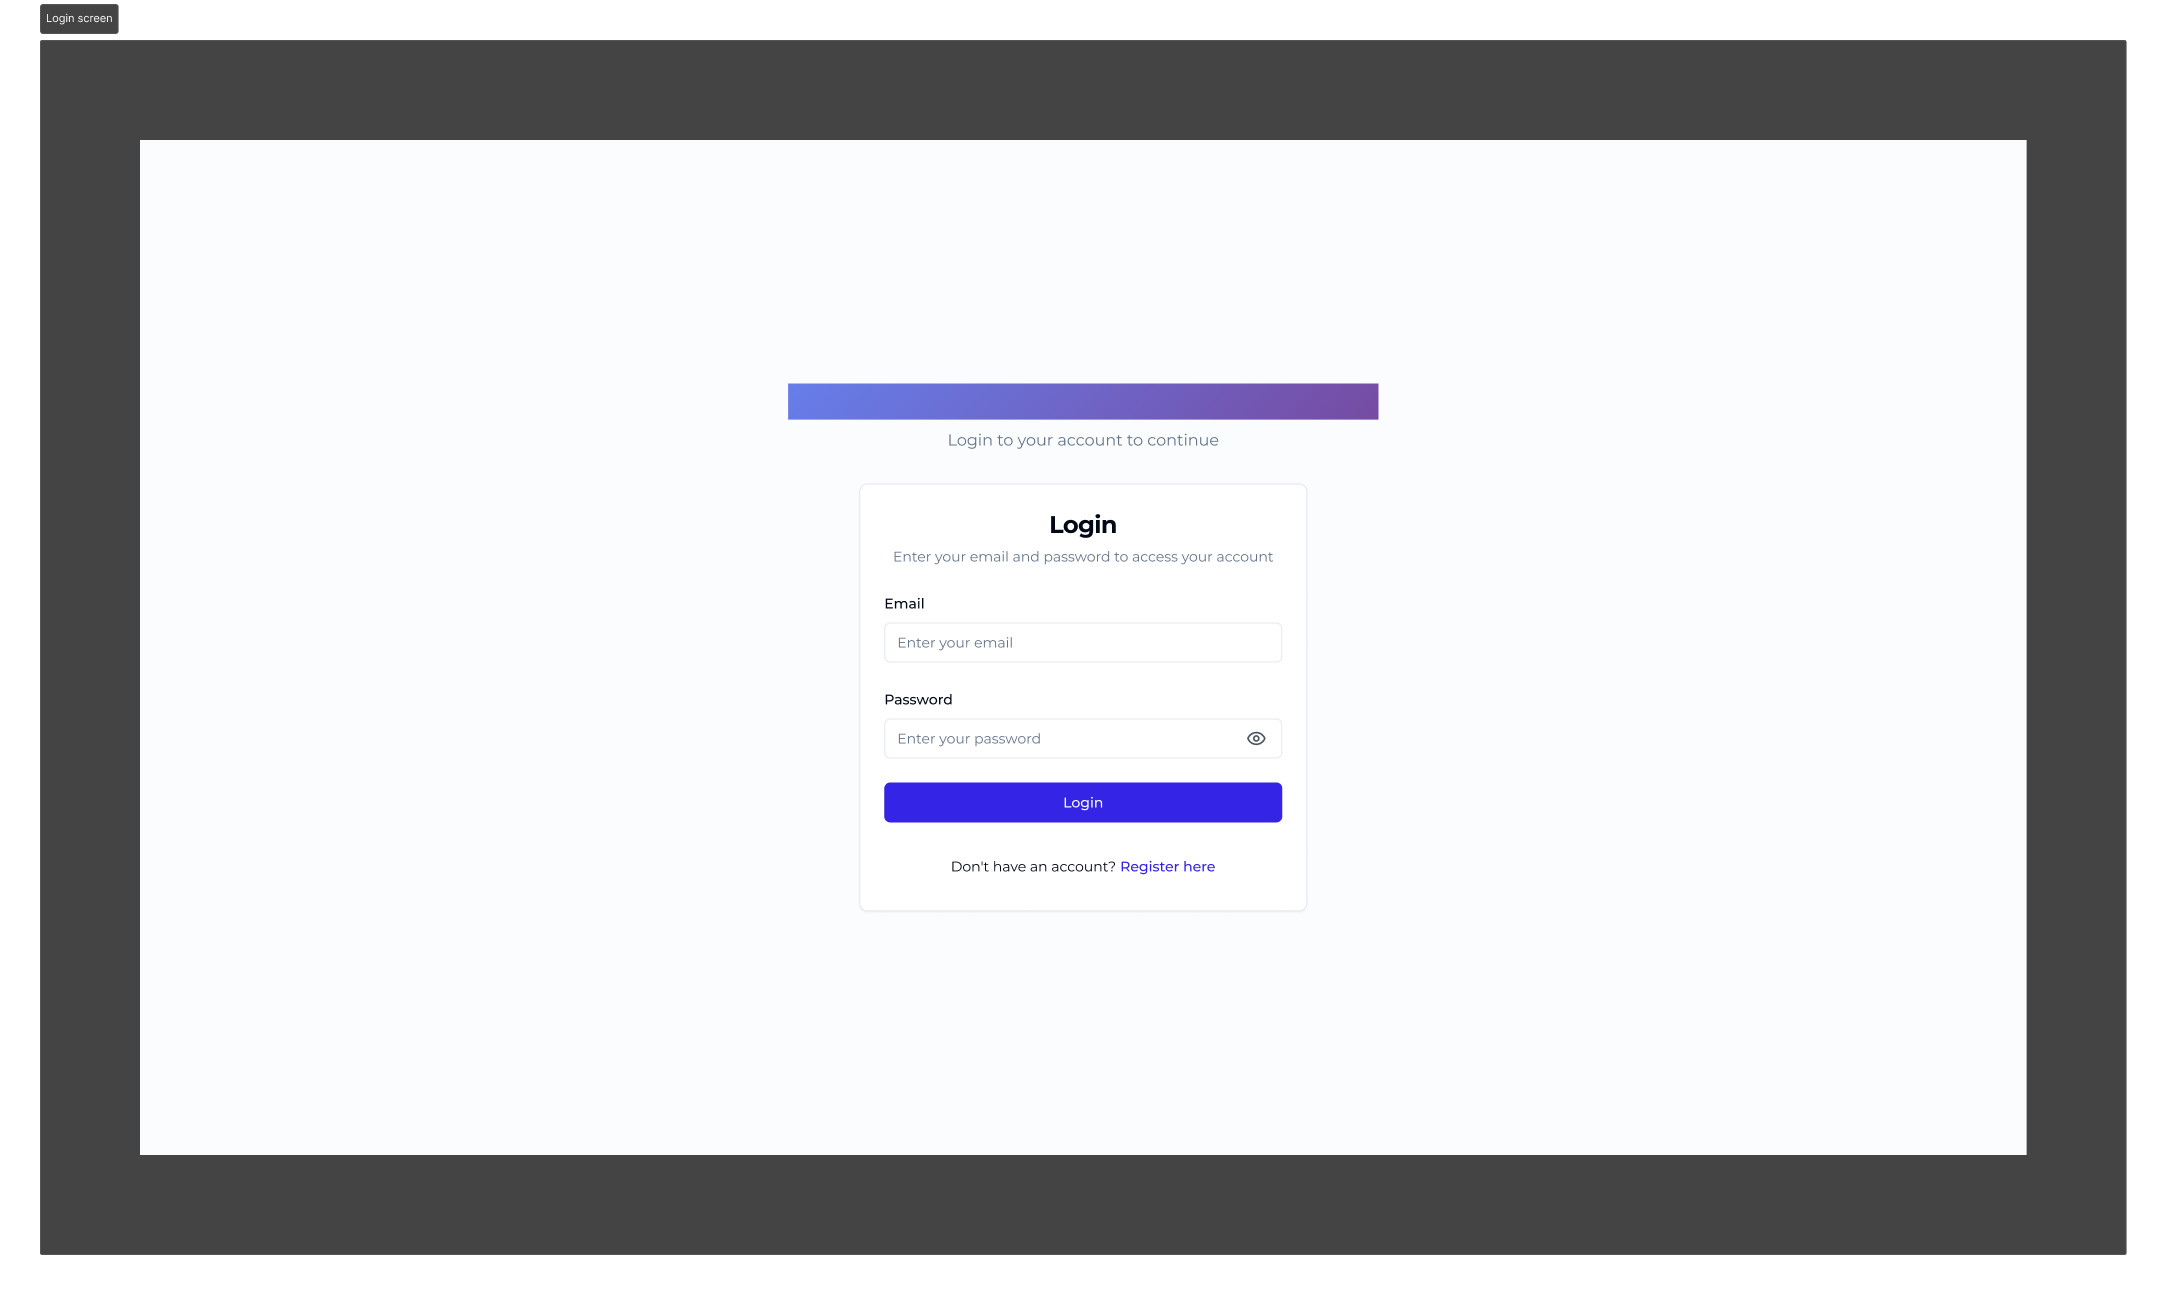 Login screen
Login to your account to continue
Login
Enter your email and password to access your account
Email
Enter your email
Password
Enter your password
Login
Don't have an account? Register here